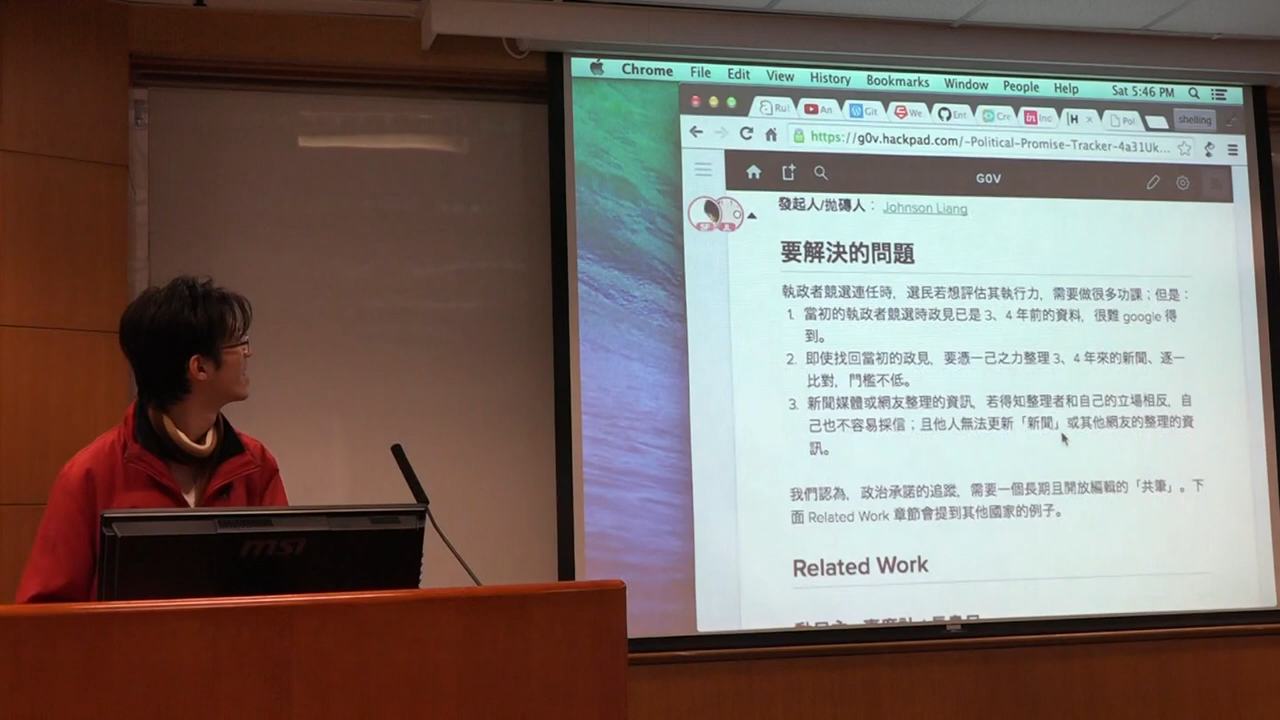 Chrome File Edit View History Bookmarks Window People Help Sat 5:46 PM
Ru An Git We Ent Cre Ind H Pol shelling
https://g0v.hackpad.com/-Political-Promise-Tracker-4a31Uk...
G0V
發起人/拋磚人： Johnson Liang
要解決的問題
執政者競選連任時，選民若想評估其執行力，需要做很多功課；但是：
1. 當初的執政者競選時政見已是 3、4 年前的資料，很難 google 得
到。
2. 即使找回當初的政見，要憑一己之力整理 3、4 年來的新聞、逐一
比對，門檻不低。
3. 新聞媒體或網友整理的資訊，若得知整理者和自己的立場相反，自
己也不容易採信；且他人無法更新「新聞」或其他網友的整理的資
訊。
我們認為，政治承諾的追蹤，需要一個長期且開放編輯的「共筆」。下
面 Related Work 章節會提到其他國家的例子。
Related Work
msi